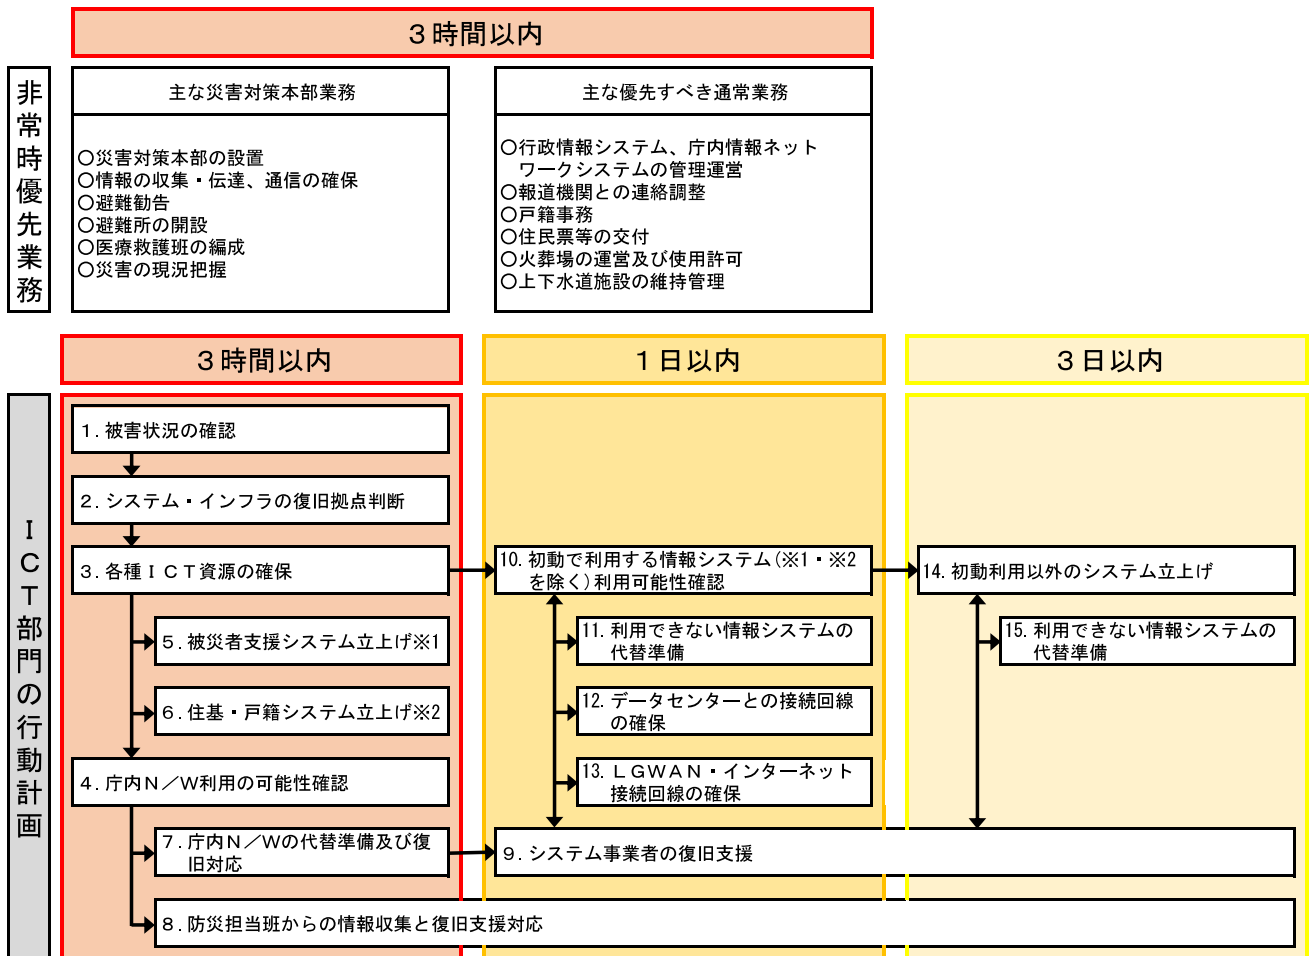 ３時間以内
非常時優先業務
主な災害対策本部業務
○災害対策本部の設置
○情報の収集・伝達、通信の確保
○避難勧告
○避難所の開設
○医療救護班の編成
○災害の現況把握
主な優先すべき通常業務
○行政情報システム、庁内情報ネット
ワークシステムの管理運営
○報道機関との連絡調整
○戸籍事務
○住民票等の交付
○火葬場の運営及び使用許可
○上下水道施設の維持管理
３時間以内
１日以内
３日以内
ＩＣＴ部門の行動計画
１. 被害状況の確認
２. システム・インフラの復旧拠点判断
３. 各種ＩＣＴ資源の確保
５. 被災者支援システム立上げ※1
６. 住基・戸籍システム立上げ※2
４. 庁内Ｎ／Ｗ利用の可能性確認
７. 庁内Ｎ／Ｗの代替準備及び復
旧対応
８. 防災担当班からの情報収集と復旧支援対応
10. 初動で利用する情報システム(※1・※2
を除く)利用可能性確認
11. 利用できない情報システムの
代替準備
12. データセンターとの接続回線
の確保
13. ＬＧＷＡＮ・インターネット
接続回線の確保
９. システム事業者の復旧支援
14. 初動利用以外のシステム立上げ
15. 利用できない情報システムの
代替準備